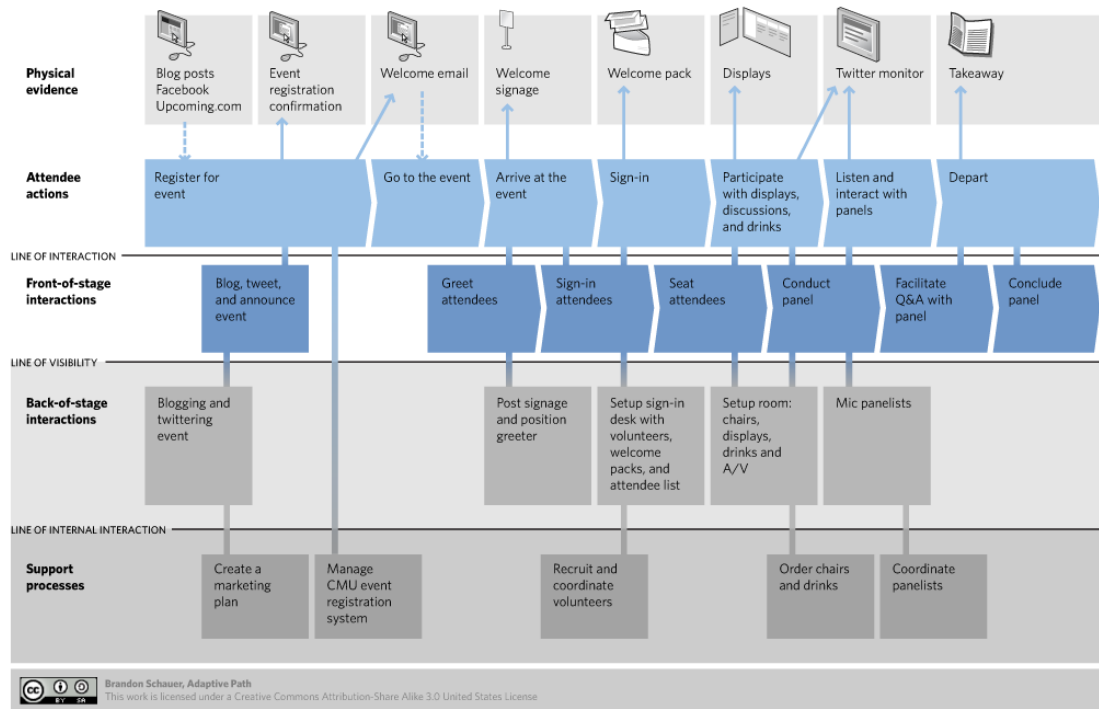 Physical
evidence
Blog posts
Facebook
Upcoming.com
Event
registration
confirmation
Welcome email
Welcome
signage
Welcome pack
Displays
Twitter monitor
Takeaway
Attendee
actions
Register for
event
Go to the event
Arrive at the
event
Sign-in
Participate
with displays,
discussions,
and drinks
Listen and
interact with
panels
Depart
LINE OF INTERACTION
Front-of-stage
interactions
Blog, tweet,
and announce
event
Greet
attendees
Sign-in
attendees
Seat
attendees
Conduct
panel
Facilitate
Q&A with
panel
Conclude
panel
LINE OF VISIBILITY
Back-of-stage
interactions
Blogging and
twittering
event
Post signage
and position
greeter
Setup sign-in
desk with
volunteers,
welcome
packs, and
attendee list
Setup room:
chairs,
displays,
drinks and
A/V
Mic panelists
LINE OF INTERNAL INTERACTION
Support
processes
Create a
marketing
plan
Manage
CMU event
registration
system
Recruit and
coordinate
volunteers
Order chairs
and drinks
Coordinate
panelists
cc
BY SA
Brandon Schauer, Adaptive Path
This work is licensed under a Creative Commons Attribution-Share Alike 3.0 United States License